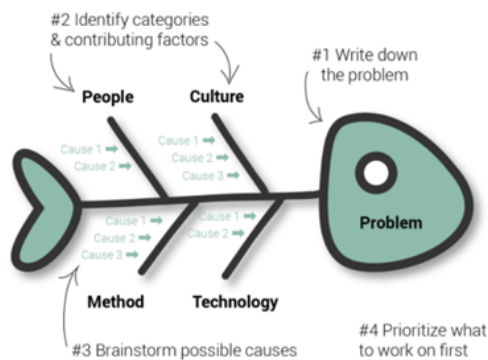 #2 Identify categories
& contributing factors
#1 Write down
the problem
People
Culture
Cause 1
Cause 2
Cause 1
Cause 2
Cause 3
Problem
Cause 1
Cause 2
Cause 3
Cause 1
Cause 2
Method
Technology
#3 Brainstorm possible causes
#4 Prioritize what
to work on first